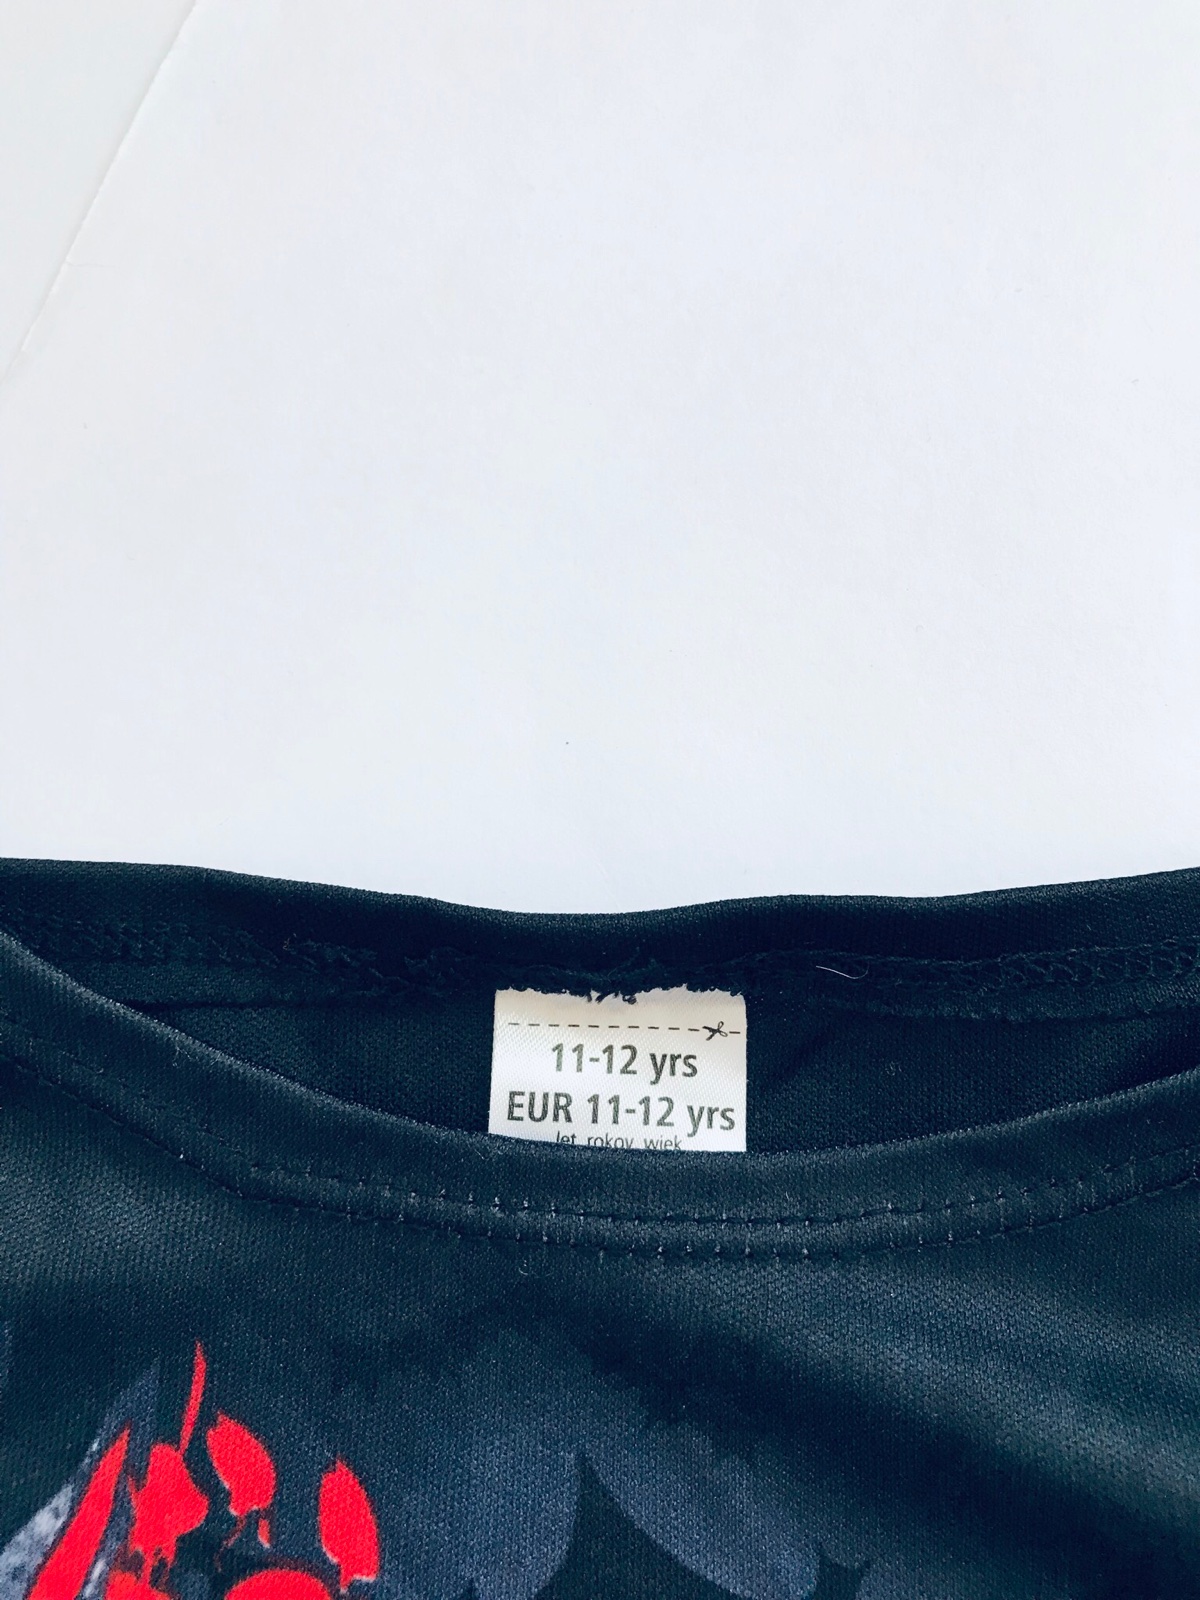 11-12 yrs
EUR 11-12 yrs
let rokov wiek